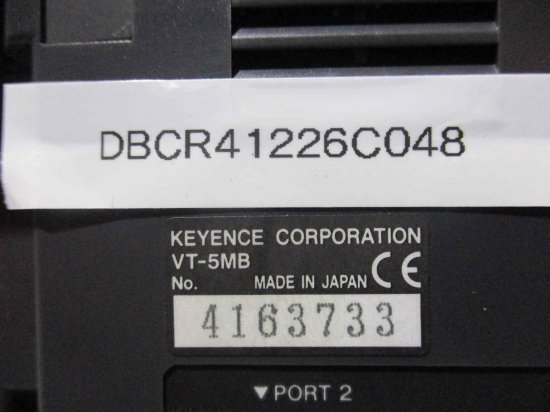 DBCR41226C048
KEYENCE CORPORATION
VT-5MB
No. MADE IN JAPAN CE
4163733
▼PORT 2